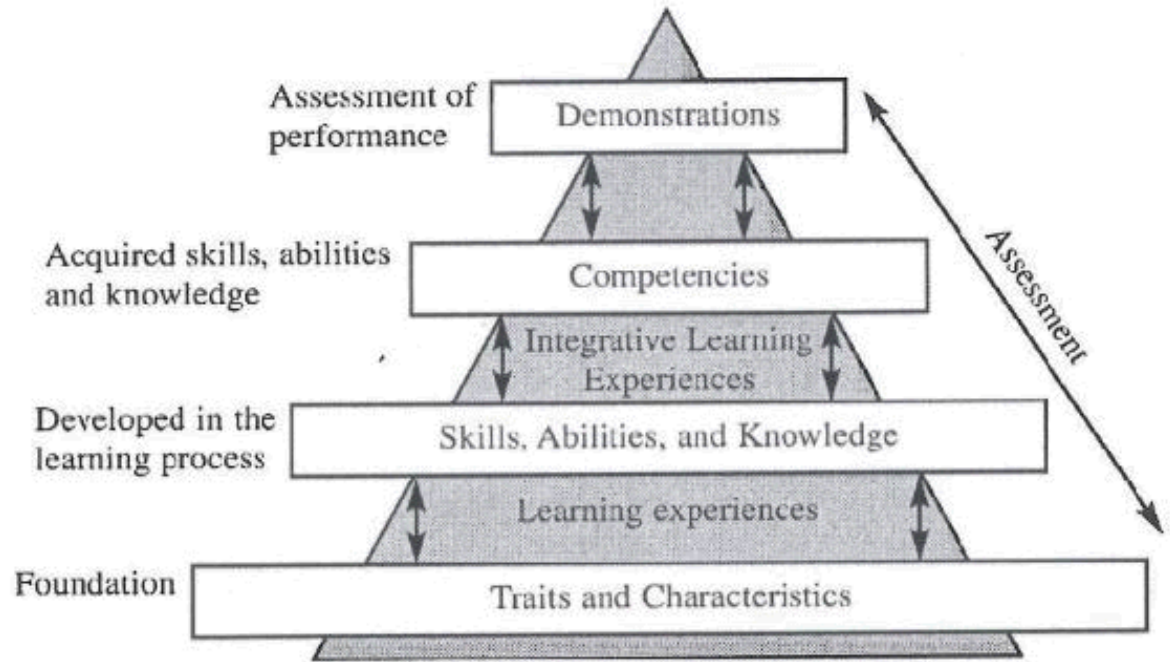 Assessment of
performance
Demonstrations
Acquired skills, abilities
and knowledge
Competencies
Assessment
Integrative Learning
Experiences
Developed in the
learning process
Skills, Abilities, and Knowledge
Learning experiences
Foundation
Traits and Characteristics